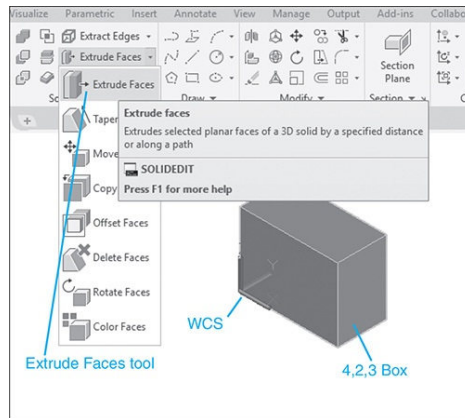 isualize Parametric Insert Annotate View Manage Output Add-ins Collabo
Extract Edges
Extrude Faces
Extrude Faces
Draw
Modify
Section
Plane
Section
Extrude faces
Extrudes selected planar faces of a 3D solid by a specified distance
or along a path
SOLIDEDIT
Press F1 for more help
Taper
Move
Copy
Offset Faces
Delete Faces
Rotate Faces
Color Faces
WCS
Extrude Faces tool
4,2,3 Box